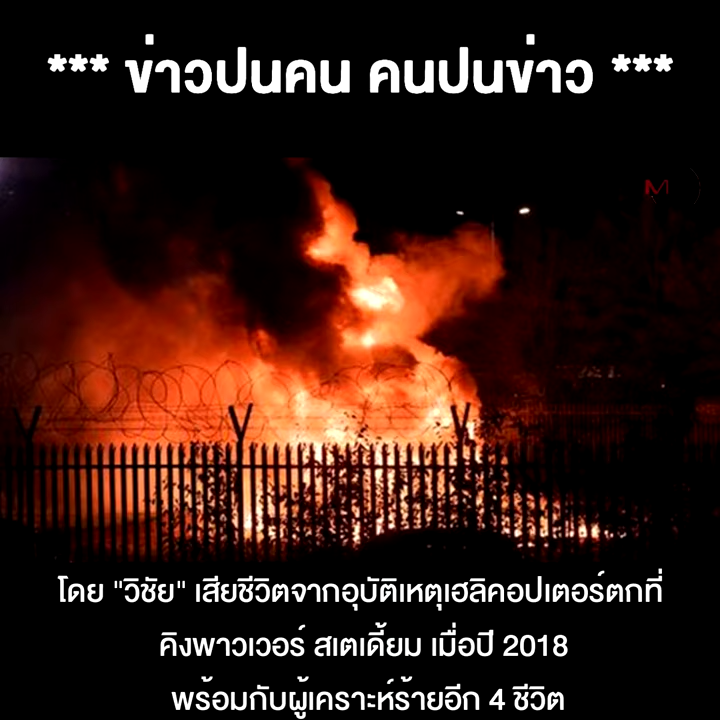 *** ข่าวปนคน คนปนข่าว ***
M
โดย "วิชัย" เสียชีวิตจากอุบัติเหตุเฮลิคอปเตอร์ตกที่
คิงพาวเวอร์ สเตเดี้ยม เมื่อปี 2018
พร้อมกับผู้เคราะห์ร้ายอีก 4 ชีวิต